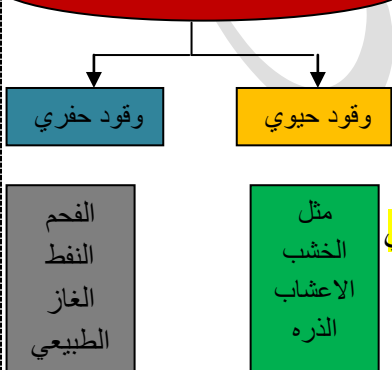 وقود حيوي
وقود حفري
مثل
الخشب
الاعشاب
الذره
الفحم
النفط
الغاز
الطبيعي